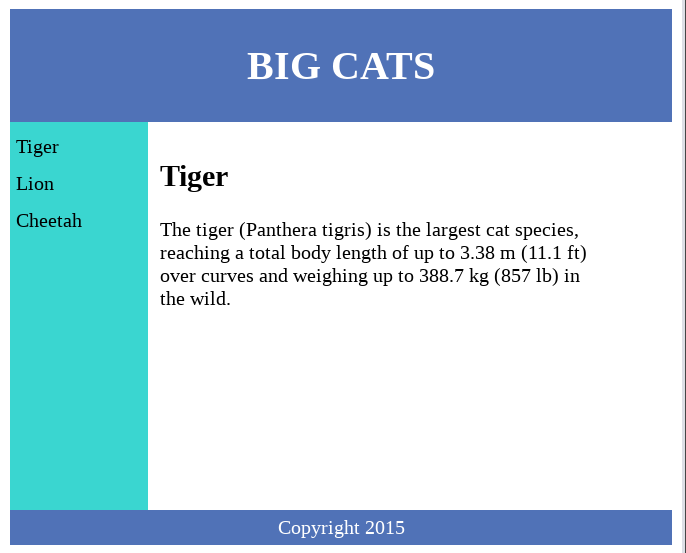 BIG CATS
Tiger
Lion
Cheetah
Tiger
The tiger (Panthera tigris) is the largest cat species,
reaching a total body length of up to 3.38 m (11.1 ft)
over curves and weighing up to 388.7 kg (857 lb) in
the wild.
Copyright 2015